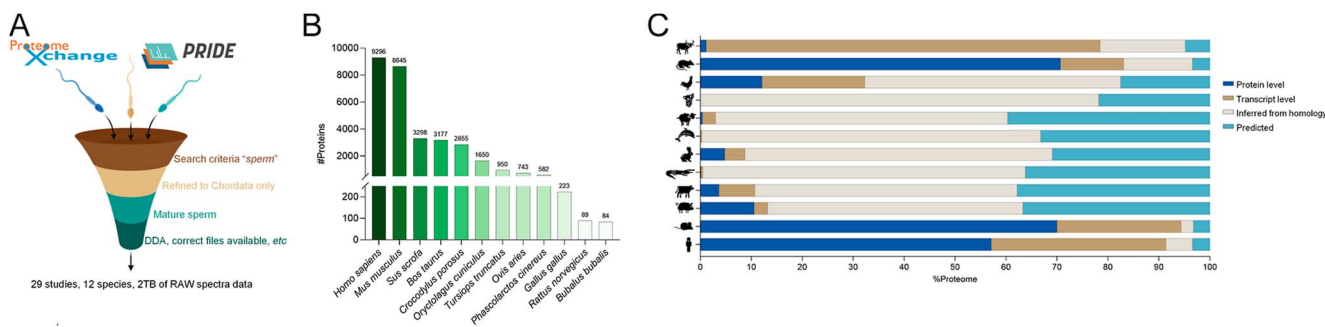 A
Proteome
Xchange
PRIDE
Search criteria "sperm"
Refined to Chordata only
Mature sperm
DDA, correct files available, etc
29 studies, 12 species, 2TB of RAW spectra data
B
#Proteins
10000
8000
6000
4000
2000
200
100
0
9296
8645
3298
3177
2855
1650
950
743
582
223
89
84
Homo sapiens
Mus musculus
Sus scrofa
Bos taurus
Crocodylus porosus
Oryctolagus cuniculus
Tursiops truncatus
Ovis aries
Phascolarctos cinereus
Gallus gallus
Rattus norvegicus
Bubalus bubalis
C
0 10 20 30 40 50 60 70 80 90 100
%Proteome
Protein level
Transcript level
Inferred from homology
Predicted